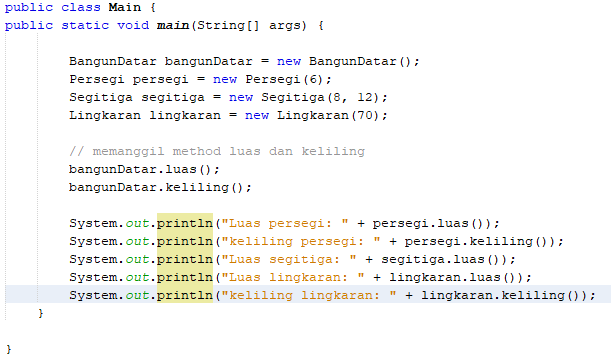 public class Main {
public static void main(String[] args) {
BangunDatar bangunDatar = new BangunDatar();
Persegi persegi = new Persegi(6);
Segitiga segitiga = new Segitiga(8, 12);
Lingkaran lingkaran = new Lingkaran(70);
// memanggil method luas dan keliling
bangunDatar.luas();
bangunDatar.keliling();
System.out.println("Luas persegi: " + persegi.luas());
System.out.println("keliling persegi: " + persegi.keliling());
System.out.println("Luas segitiga: " + segitiga.luas());
System.out.println("Luas lingkaran: " + lingkaran.luas());
System.out.println("keliling lingkaran: " + lingkaran.keliling());
}
}